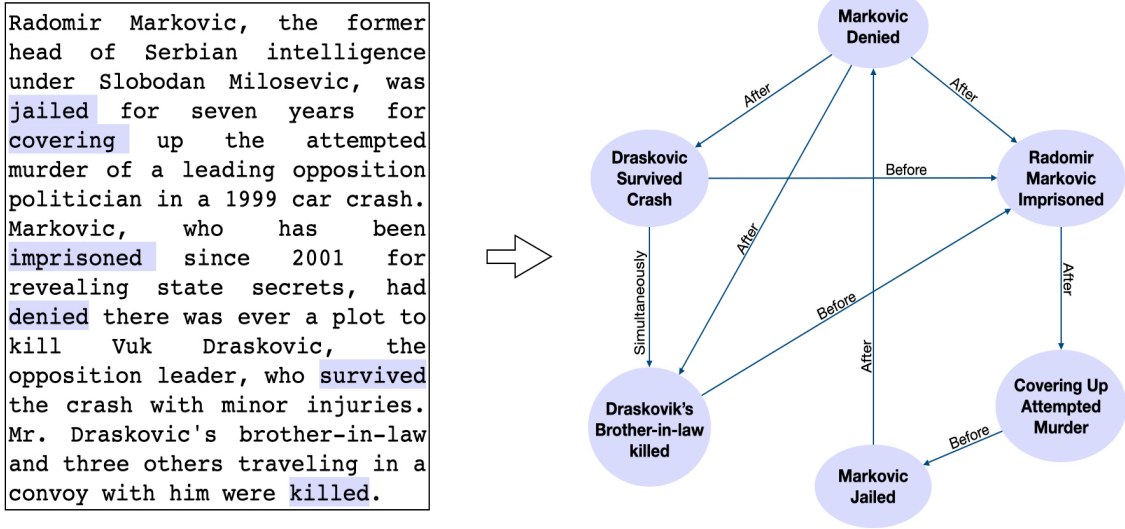 Radomir Markovic, the former
head of Serbian intelligence
under Slobodan Milosevic, was
jailed for seven years for
covering up the attempted
murder of a leading opposition
politician in a 1999 car crash.
Markovic, who has been
imprisoned since 2001 for
revealing state secrets, had
denied there was ever a plot to
kill Vuk Draskovic, the
opposition leader, who survived
the crash with minor injuries.
Mr. Draskovic's brother-in-law
and three others traveling in a
convoy with him were killed.
Markovic
Denied
After
After
Draskovic
Survived
Crash
Before
Radomir
Markovic
Imprisoned
Simultaneously
After
Before
After
After
Draskovik's
Brother-in-law
killed
Covering Up
Attempted
Murder
Before
Markovic
Jailed